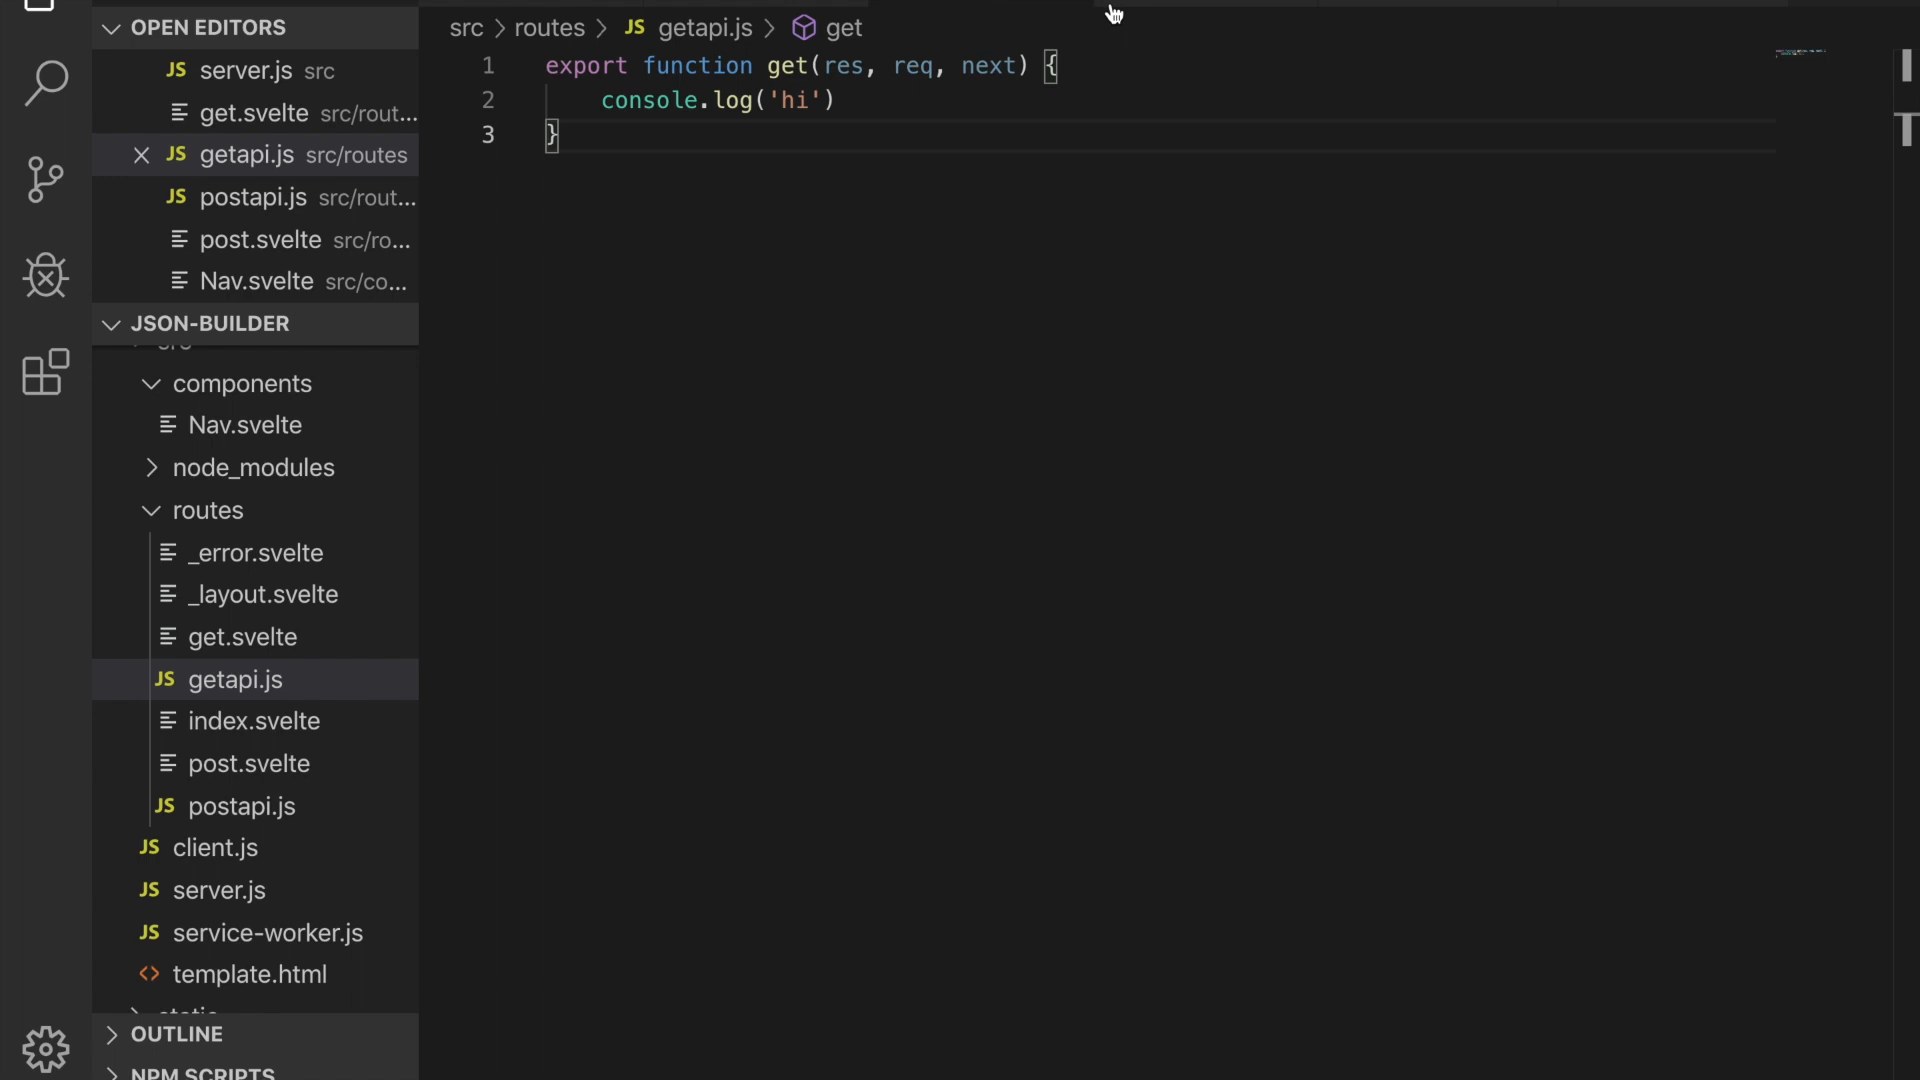 OPEN EDITORS
JS server.js src
get.svelte src/rout...
JS getapi.js src/routes
JS postapi.js src/rout...
post.svelte src/ro...
Nav.svelte src/co...
JSON-BUILDER
src
components
Nav.svelte
node_modules
routes
_error.svelte
_layout.svelte
get.svelte
JS getapi.js
index.svelte
post.svelte
JS postapi.js
JS client.js
JS server.js
JS service-worker.js
<> template.html
static
OUTLINE
NPM SCRIPTS
src > routes > JS getapi.js > get
1 export function get(res, req, next) {
2 console.log('hi')
3 }